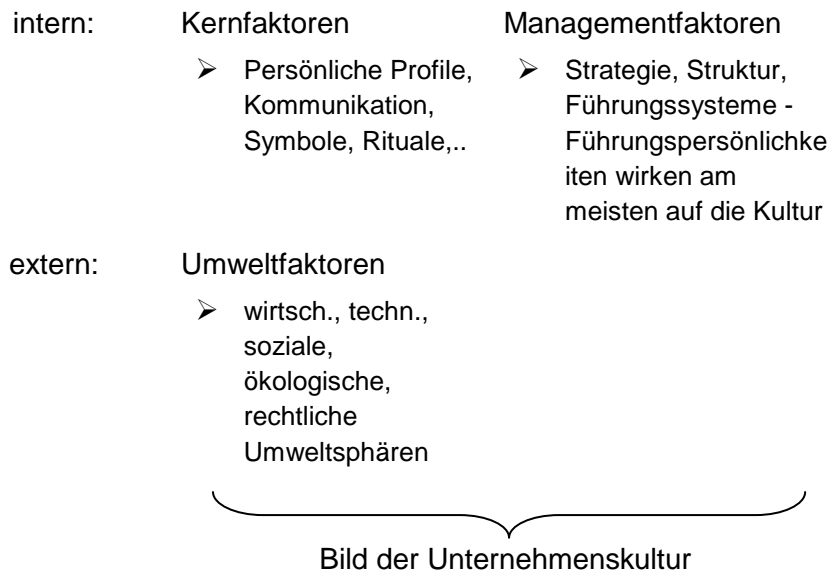 intern: Kernfaktoren Managementfaktoren
➢ Persönliche Profile,
Kommunikation,
Symbole, Rituale,..
➢ Strategie, Struktur,
Führungssysteme -
Führungspersönlichke
iten wirken am
meisten auf die Kultur
extern: Umweltfaktoren
➢ wirtsch., techn.,
soziale,
ökologische,
rechtliche
Umweltsphären
Bild der Unternehmenskultur